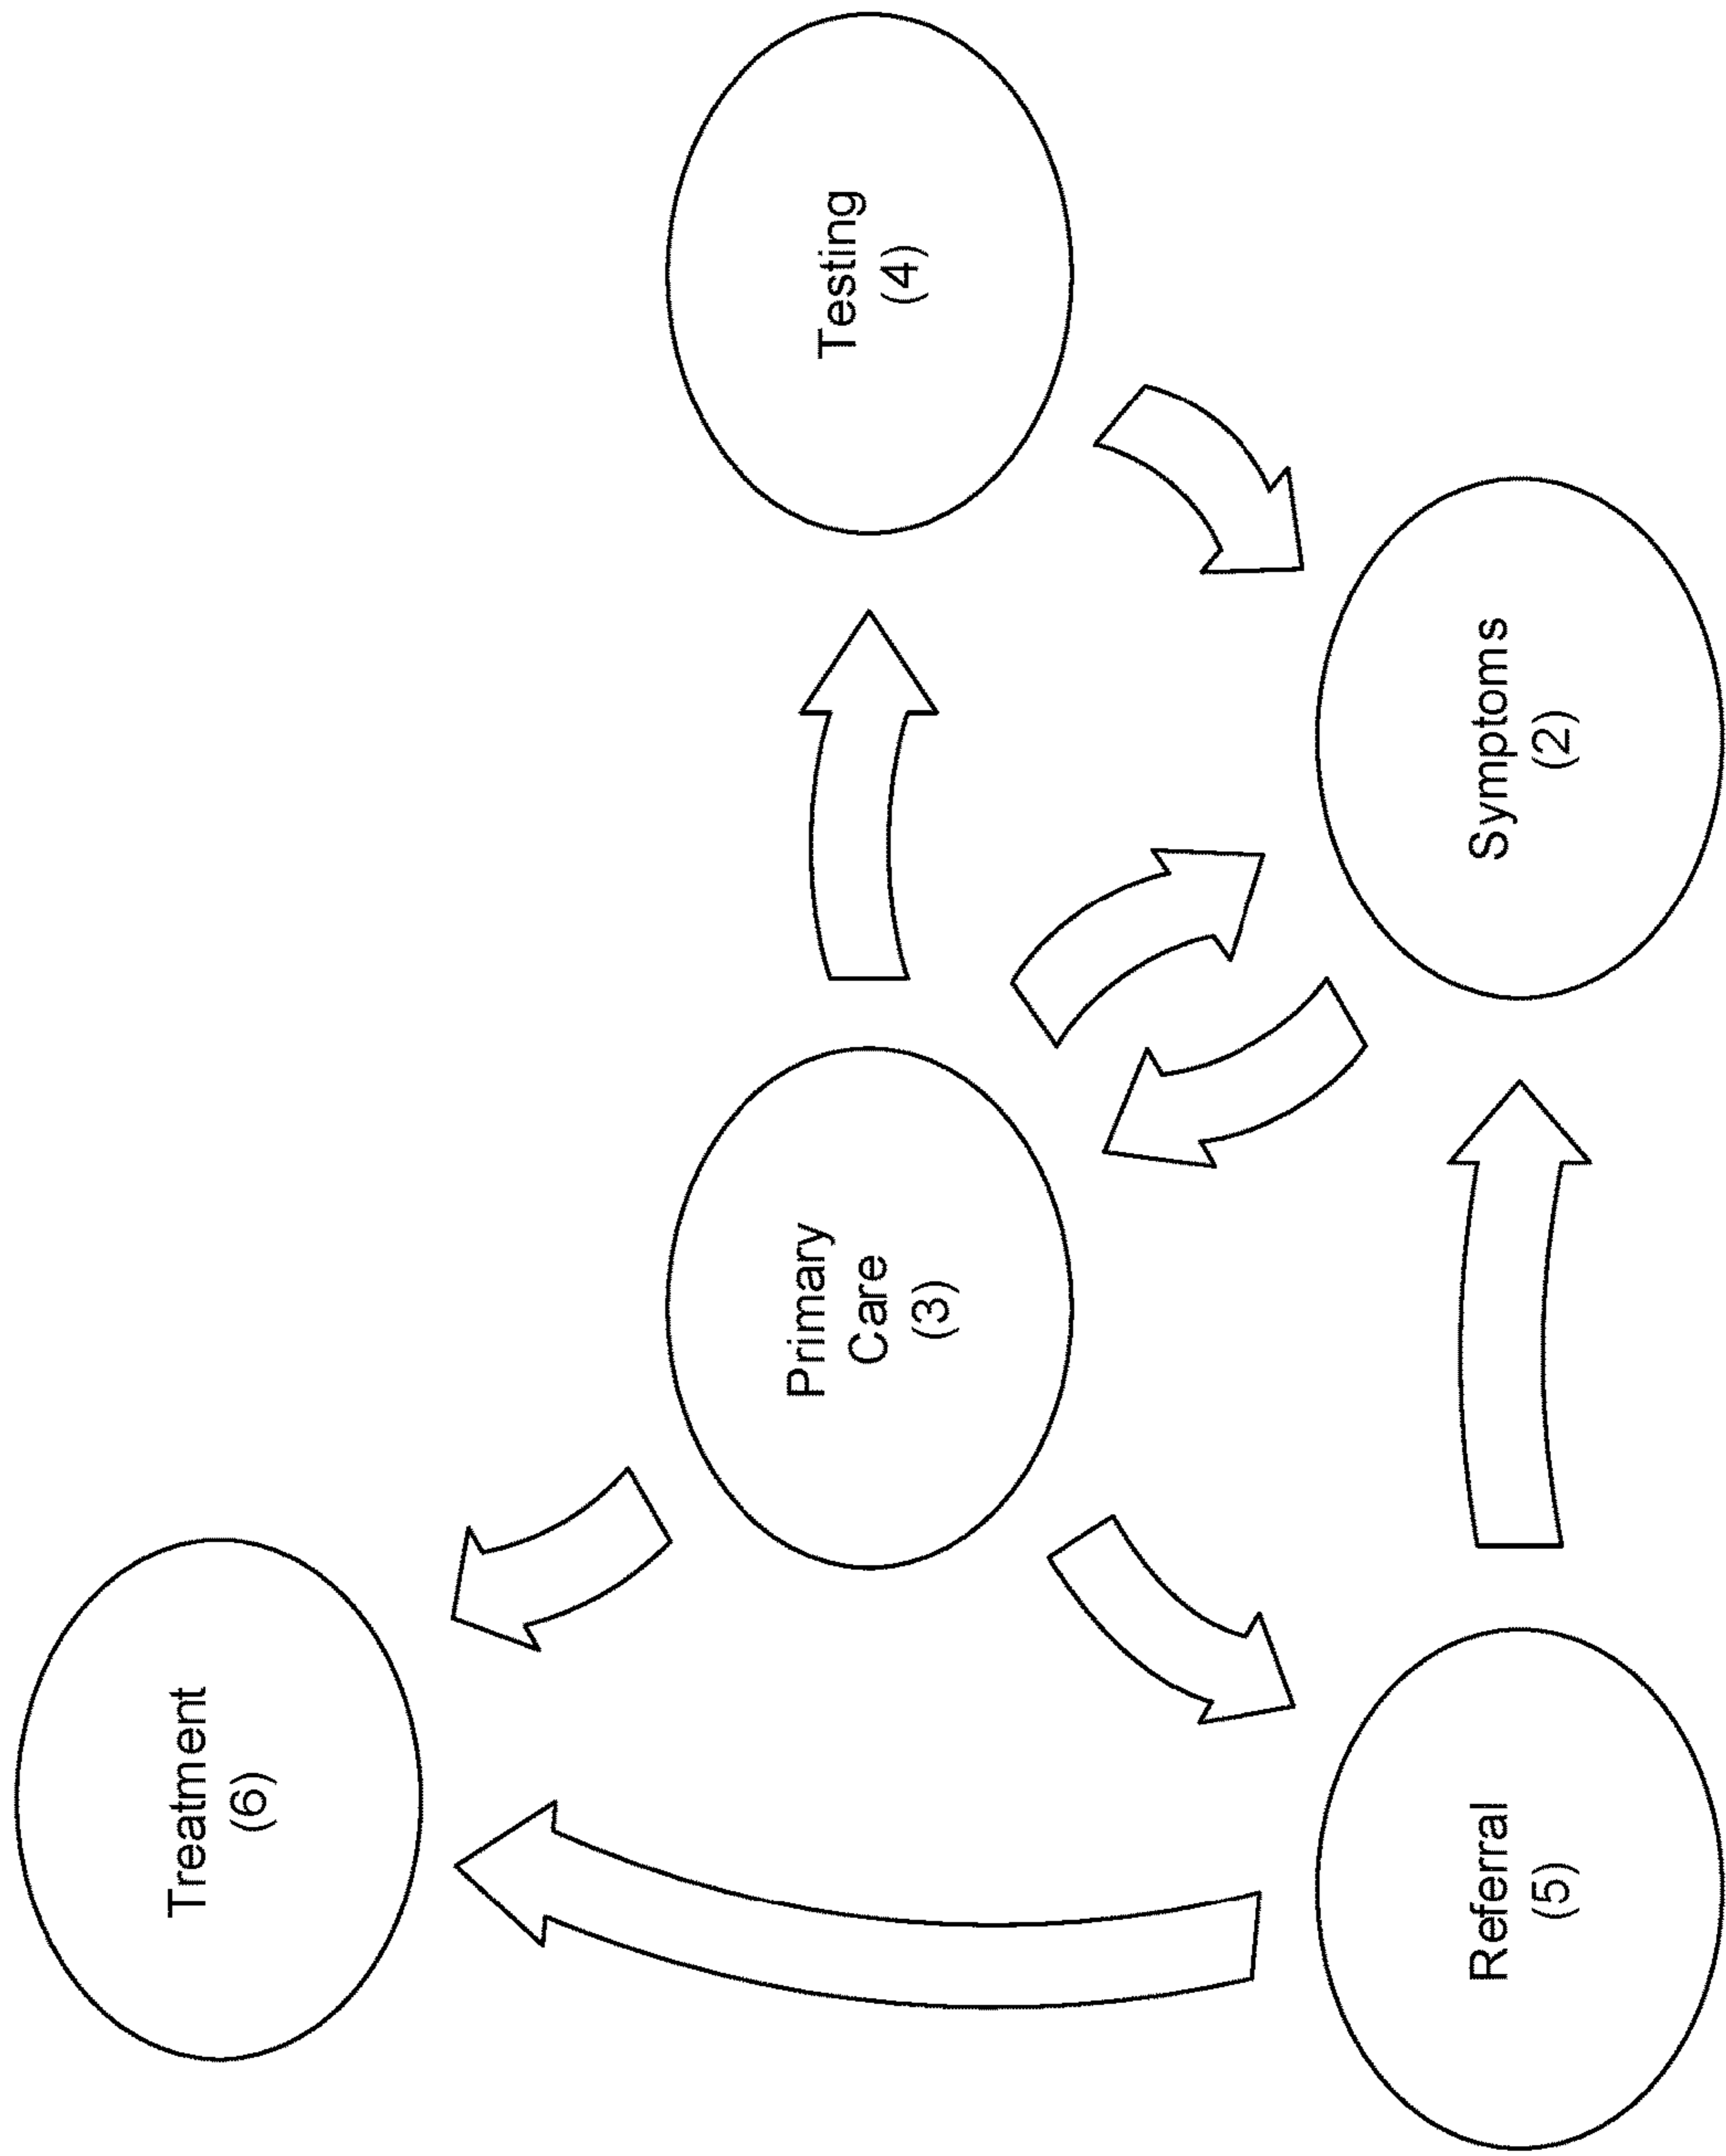 Treatment
(6)
Primary
Care
(3)
Testing
(4)
Referral
(5)
Symptoms
(2)